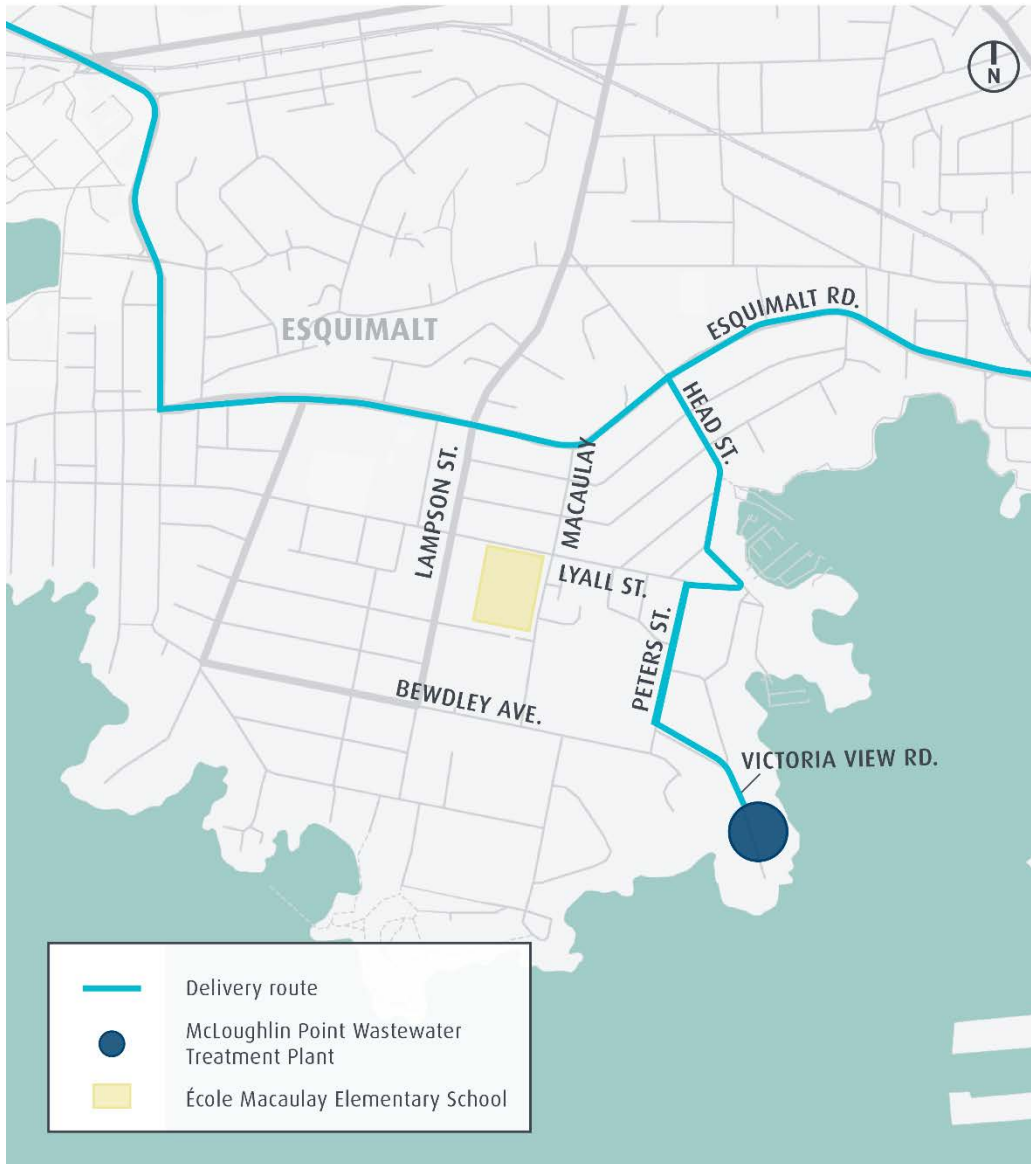 N
ESQUIMALT RD.
ESQUIMALT
HEAD ST.
LAMPSON ST.
MACAULAY
LYALL ST.
PETERS ST.
BEWDLEY AVE.
VICTORIA VIEW RD.
Delivery route
McLoughlin Point Wastewater
Treatment Plant
École Macaulay Elementary School